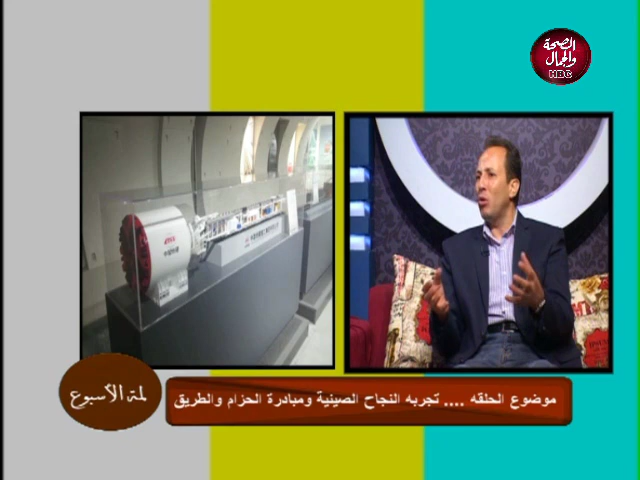 الصحة
والجمال
HBC
لمة الأسبوع
موضوع الحلقه .... تجربه النجاح الصينية ومبادرة الحزام والطريق